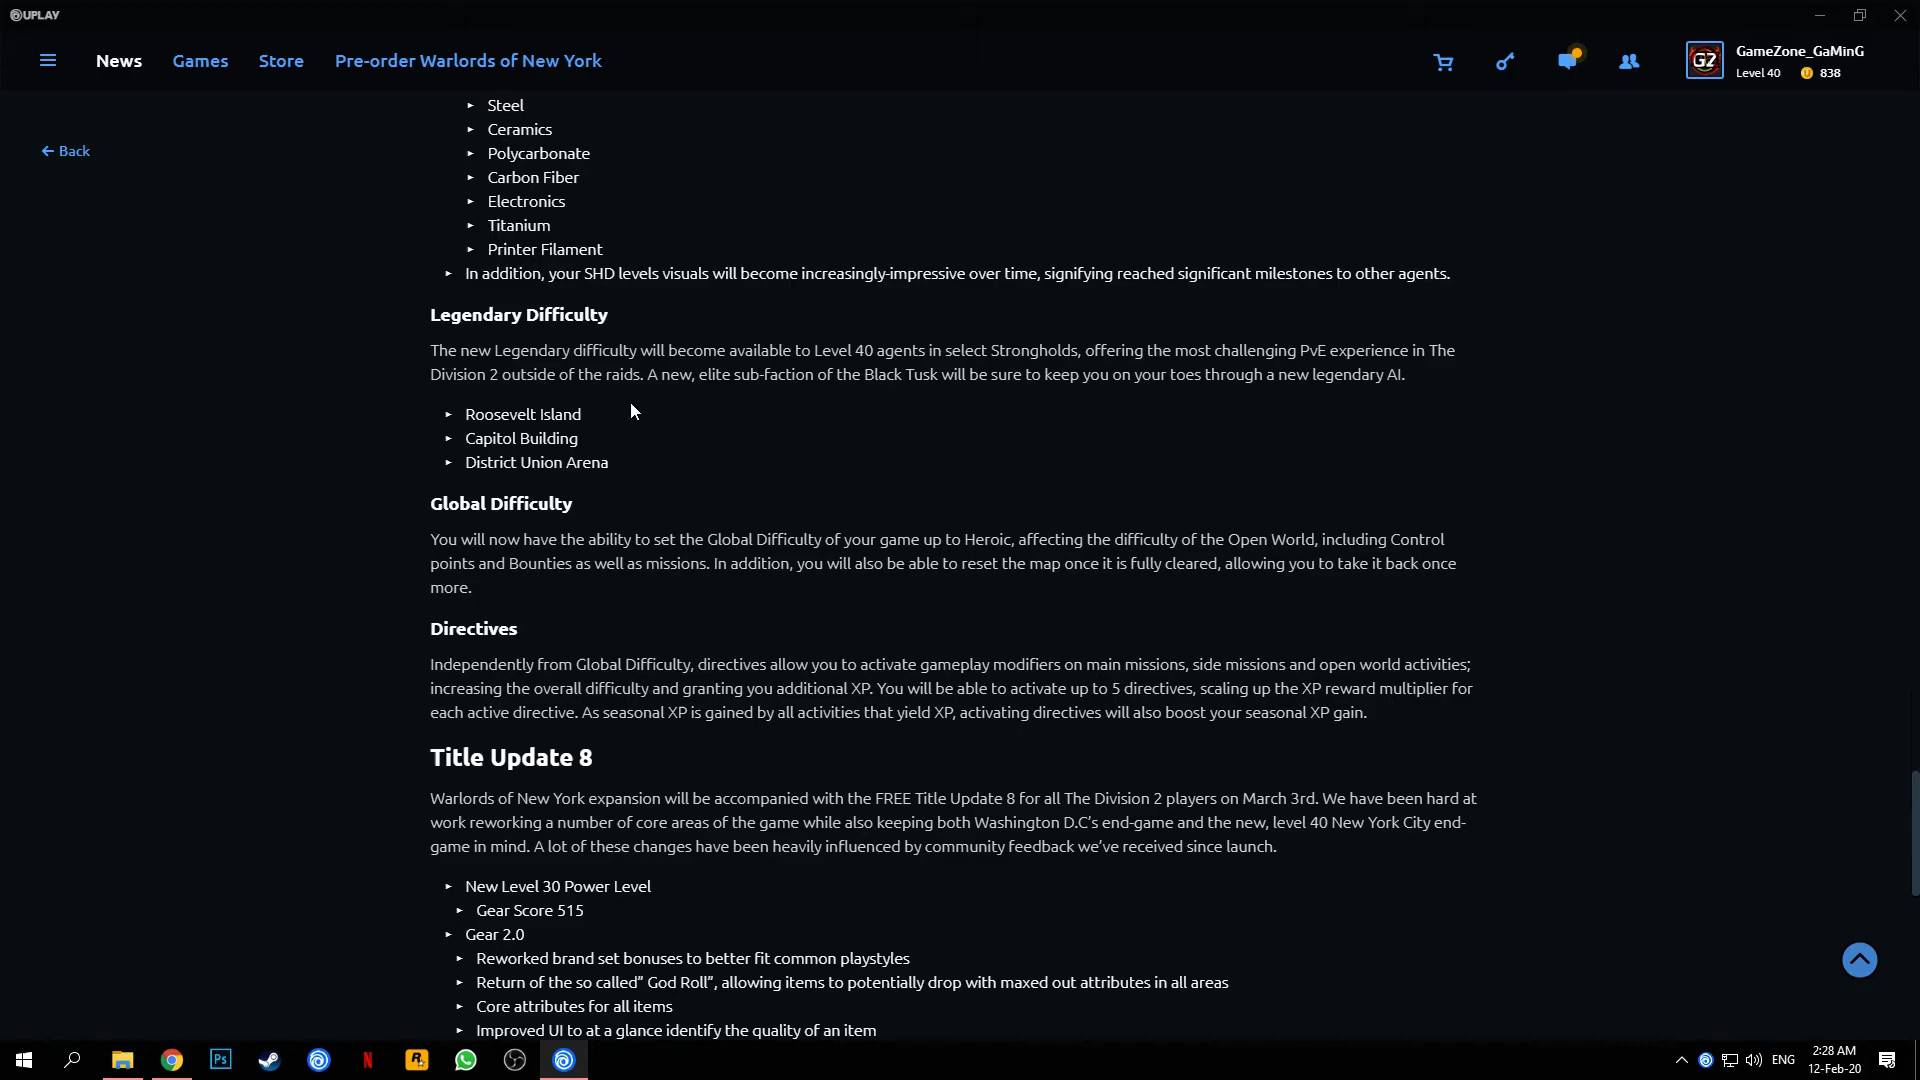 UPLAY
News Games Store Pre-order Warlords of New York
GameZone_GaMinG
Level 40 838
Back
Steel
Ceramics
Polycarbonate
Carbon Fiber
Electronics
Titanium
Printer Filament
In addition, your SHD levels visuals will become increasingly-impressive over time, signifying reached significant milestones to other agents.
Legendary Difficulty
The new Legendary difficulty will become available to Level 40 agents in select Strongholds, offering the most challenging PvE experience in The
Division 2 outside of the raids. A new, elite sub-faction of the Black Tusk will be sure to keep you on your toes through a new legendary AI.
Roosevelt Island
Capitol Building
District Union Arena
Global Difficulty
You will now have the ability to set the Global Difficulty of your game up to Heroic, affecting the difficulty of the Open World, including Control
points and Bounties as well as missions. In addition, you will also be able to reset the map once it is fully cleared, allowing you to take it back once
more.
Directives
Independently from Global Difficulty, directives allow you to activate gameplay modifiers on main missions, side missions and open world activities;
increasing the overall difficulty and granting you additional XP. You will be able to activate up to 5 directives, scaling up the XP reward multiplier for
each active directive. As seasonal XP is gained by all activities that yield XP, activating directives will also boost your seasonal XP gain.
Title Update 8
Warlords of New York expansion will be accompanied with the FREE Title Update 8 for all The Division 2 players on March 3rd. We have been hard at
work reworking a number of core areas of the game while also keeping both Washington D.C's end-game and the new, level 40 New York City end-
game in mind. A lot of these changes have been heavily influenced by community feedback we've received since launch.
New Level 30 Power Level
Gear Score 515
Gear 2.0
Reworked brand set bonuses to better fit common playstyles
Return of the so called" God Roll", allowing items to potentially drop with maxed out attributes in all areas
Core attributes for all items
Improved UI to at a glance identify the quality of an item
Ps N R ENG
2:28 AM
12-Feb-20